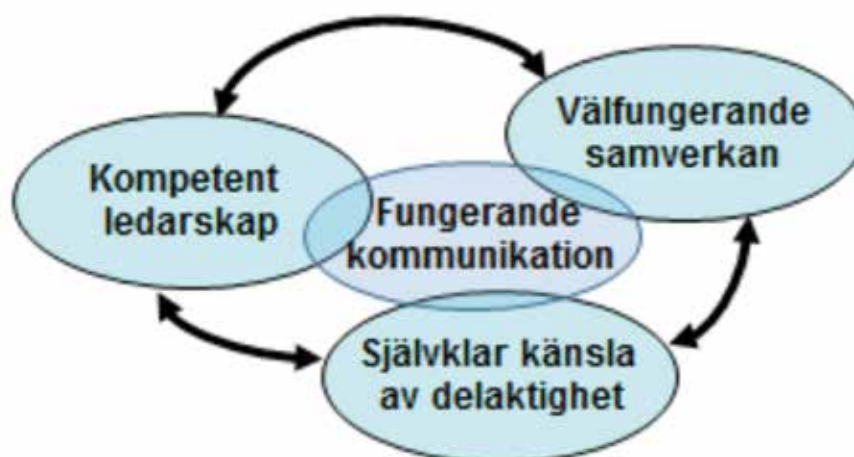 Kompetent
ledarskap
Välfungerande
samverkan
Fungerande
kommunikation
Självklar känsla
av delaktighet